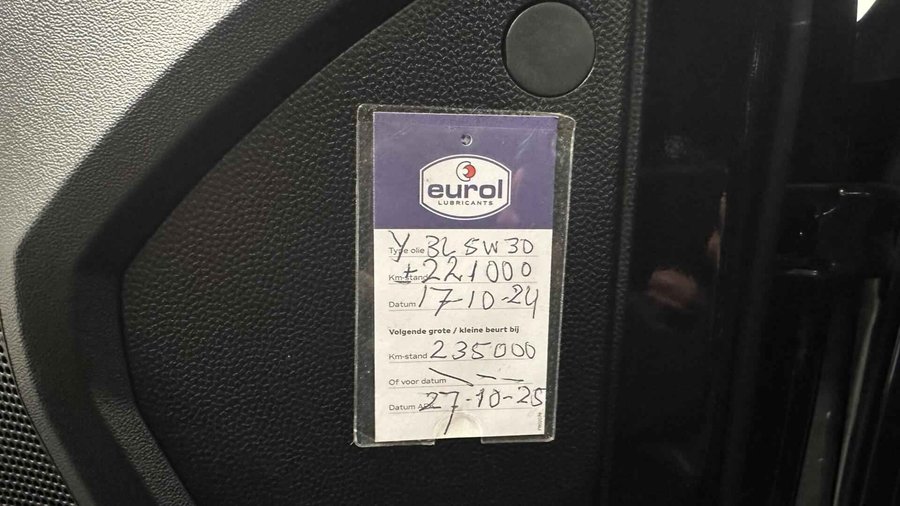 eurol
LUBRICANTS
Type olie Y 3L 5W30
Km-stand ± 221000
Datum 17-10-24
Volgende grote / kleine beurt bij
Km-stand 235000
Of voor datum \ - -
Datum 27-10-25